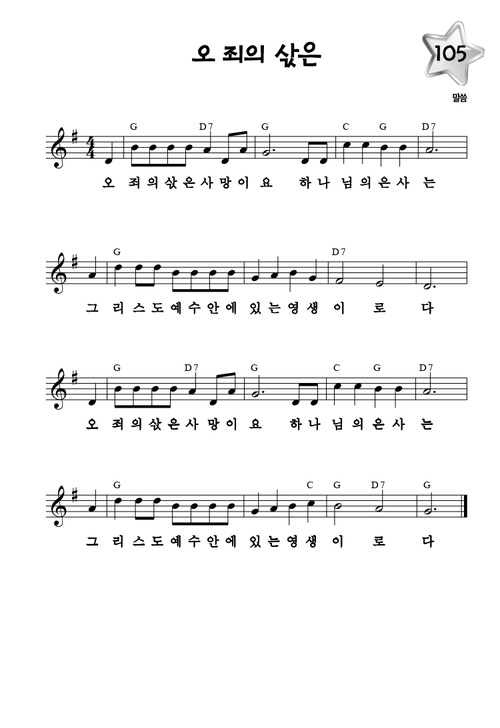 오 죄의 삯은
105
말씀
G D7 G C G D7
4
4
오 죄의삯은사망이요 하나님의은사는
G D7
그리스도예수안에있는영생이로다
G D7 G C G D7
오 죄의삯은사망이요 하나님의은사는
G C G D7 G
그리스도예수안에있는영생이 로 다